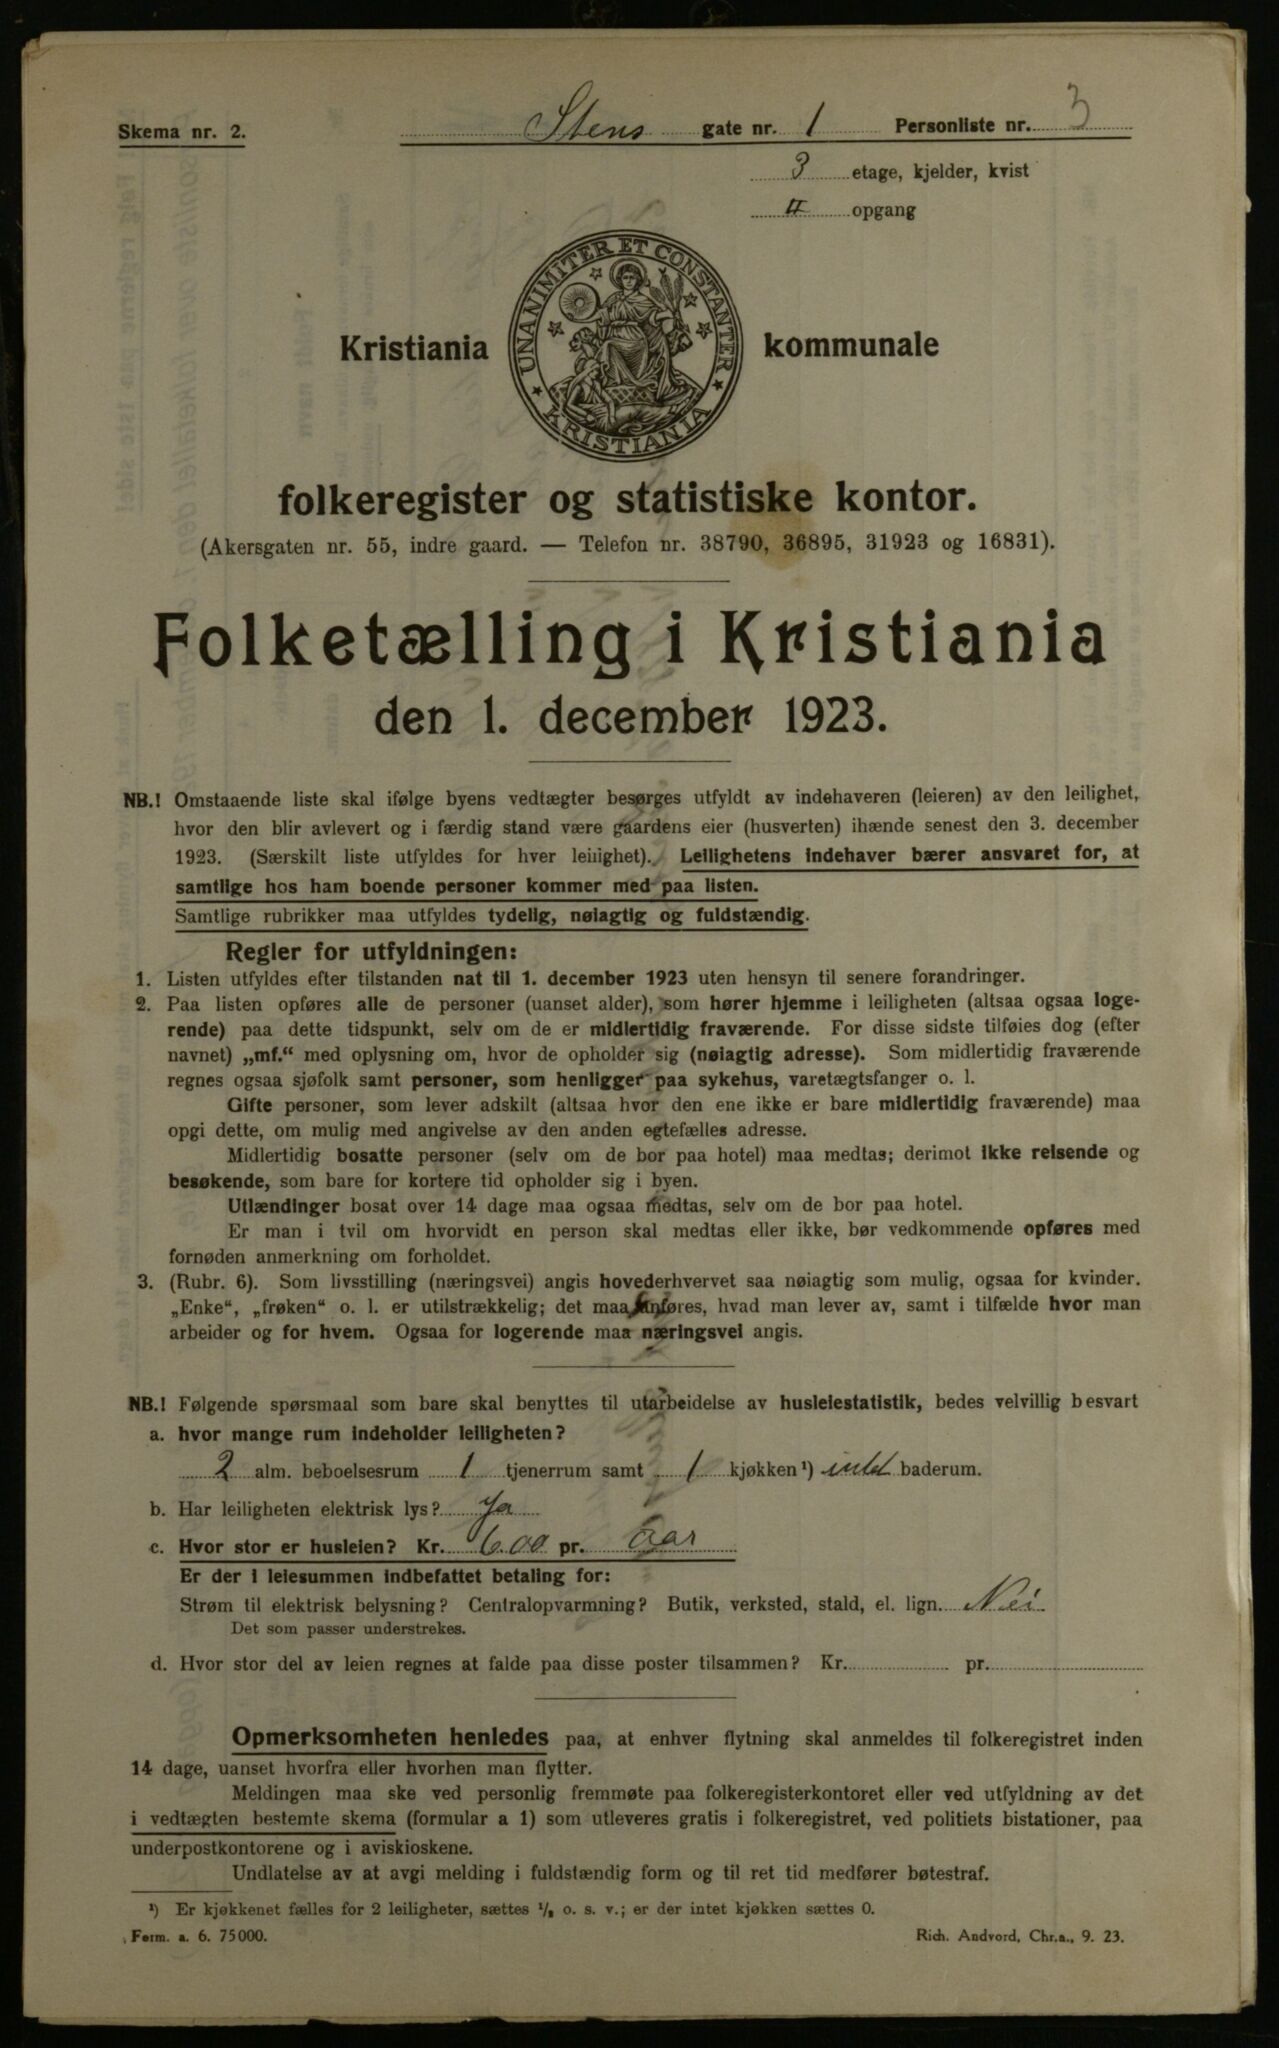 Skema nr. 2.
Stens gate nr. 1 Personliste nr. 3
3 etage, kjelder, kvist
II opgang
UNANIMITER ET CONSTANTER
KRISTIANIA
Kristiania kommunale
folkeregister og statistiske kontor.
(Akersgaten nr. 55, indre gaard. — Telefon nr. 38790, 36895, 31923 og 16831).
Folketælling i Kristiania
den 1. december 1923.
NB.! Omstaaende liste skal ifølge byens vedtægter besørges utfyldt av indehaveren (leieren) av den leilighet,
hvor den blir avlevert og i færdig stand være gaardens eier (husverten) ihænde senest den 3. december
1923. (Særskilt liste utfyldes for hver leilighet). Leilighetens indehaver bærer ansvaret for, at
samtlige hos ham boende personer kommer med paa listen.
Samtlige rubrikker maa utfyldes tydelig, nøiagtig og fuldstændig.
Regler for utfyldningen:
1. Listen utfyldes efter tilstanden nat til 1. december 1923 uten hensyn til senere forandringer.
2. Paa listen opføres alle de personer (uanset alder), som hører hjemme i leiligheten (altsaa ogsaa loge-
rende) paa dette tidspunkt, selv om de er midlertidig fraværende. For disse sidste tilføies dog (efter
navnet) „mf.“ med oplysning om, hvor de opholder sig (nøiagtig adresse). Som midlertidig fraværende
regnes ogsaa sjøfolk samt personer, som henligger paa sykehus, varetægtsfanger o. l.
Gifte personer, som lever adskilt (altsaa hvor den ene ikke er bare midlertidig fraværende) maa
opgi dette, om mulig med angivelse av den anden egtefælles adresse.
Midlertidig bosatte personer (selv om de bor paa hotel) maa medtas; derimot ikke reisende og
besøkende, som bare for kortere tid opholder sig i byen.
Utlændinger bosat over 14 dage maa ogsaa medtas, selv om de bor paa hotel.
Er man i tvil om hvorvidt en person skal medtas eller ikke, bør vedkommende opføres med
fornøden anmerkning om forholdet.
3. (Rubr. 6). Som livsstilling (næringsvei) angis hovederhvervet saa nøiagtig som mulig, ogsaa for kvinder.
„Enke“, „frøken“ o. l. er utilstrækkelig; det maa anføres, hvad man lever av, samt i tilfælde hvor man
arbeider og for hvem. Ogsaa for logerende maa næringsvei angis.
NB.! Følgende spørsmaal som bare skal benyttes til utarbeidelse av husleiestatistik, bedes velvillig besvart
a. hvor mange rum indeholder leiligheten?
2 alm. beboelsesrum 1 tjenerrum samt 1 kjøkken ¹) intet baderum.
b. Har leiligheten elektrisk lys? Ja
c. Hvor stor er husleien? Kr. 600 pr. aar
Er der i leiesummen indbefattet betaling for:
Strøm til elektrisk belysning? Centralopvarmning? Butik, verksted, stald, el. lign. Nei
Det som passer understrekes.
d. Hvor stor del av leien regnes at falde paa disse poster tilsammen? Kr. pr.
Opmerksomheten henledes paa, at enhver flytning skal anmeldes til folkeregistret inden
14 dage, uanset hvorfra eller hvorhen man flytter.
Meldingen maa ske ved personlig fremmøte paa folkeregisterkontoret eller ved utfyldning av det
i vedtægten bestemte skema (formular a 1) som utleveres gratis i folkeregistret, ved politiets bistationer, paa
underpostkontorene og i aviskioskene.
Undlatelse av at avgi melding i fuldstændig form og til ret tid medfører bøtestraf.
¹) Er kjøkkenet fælles for 2 leiligheter, sættes ½ o. s. v.; er der intet kjøkken sættes 0.
Form. a. 6. 75000.
Rich. Andvord, Chr.a., 9. 23.